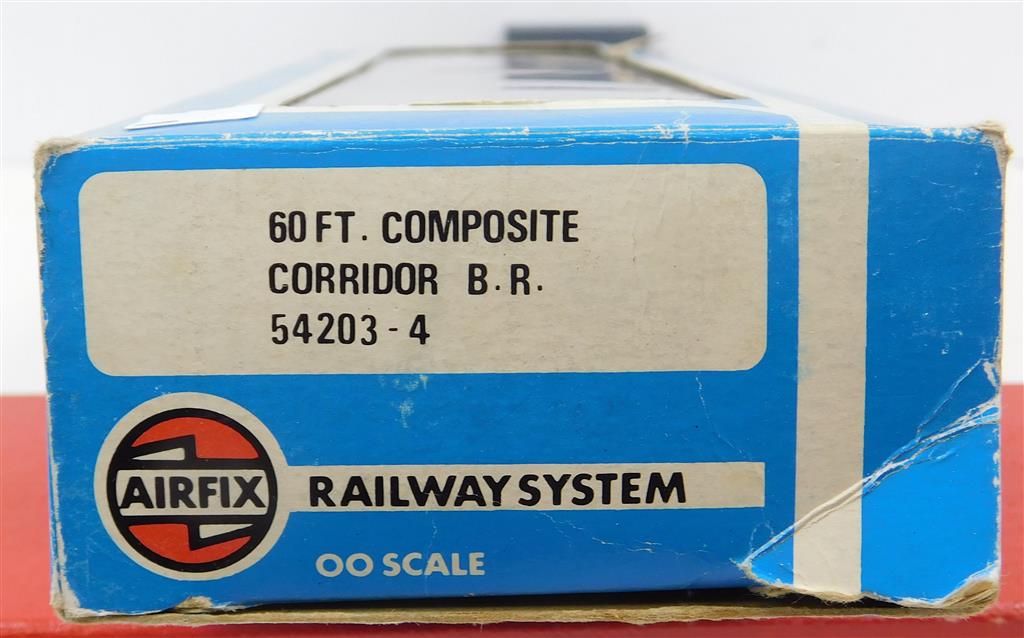 60 FT. COMPOSITE
CORRIDOR B.R.
54203-4
AIRFIX RAILWAY SYSTEM
OO SCALE